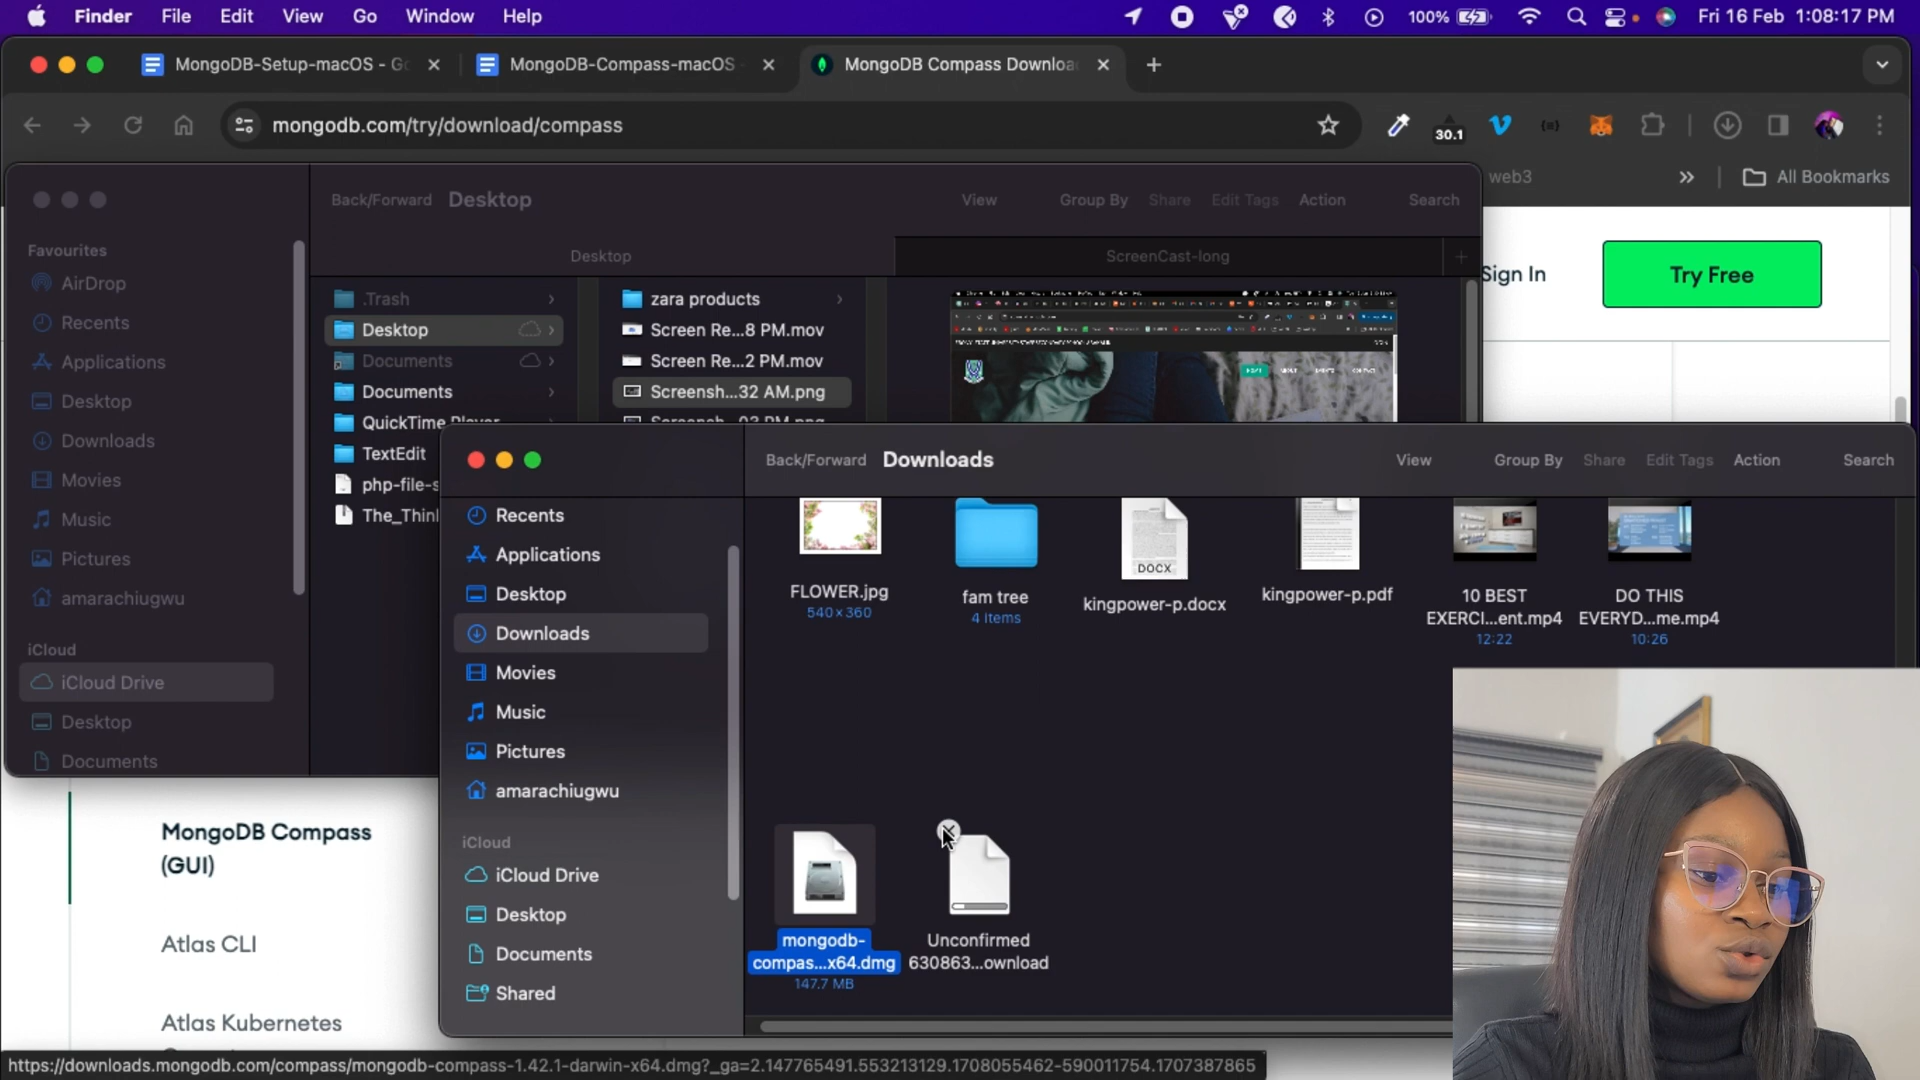 Finder File Edit View Go Window Help
100%
Fri 16 Feb 1:08:17 PM
MongoDB-Setup-macOS - Go
MongoDB-Compass-macOS
MongoDB Compass Downloa
mongodb.com/try/download/compass
30.1
web3
All Bookmarks
Sign In
Try Free
Back/Forward Desktop View Group By Share Edit Tags Action Search
Desktop
ScreenCast-long
Favourites
AirDrop
Recents
Applications
Desktop
Downloads
Movies
Music
Pictures
amarachiugwu
iCloud
iCloud Drive
Desktop
Documents
.Trash
Desktop
Documents
Documents
QuickTime Player
TextEdit
php-file-s
The_Thinl
zara products
Screen Re...8 PM.mov
Screen Re...2 PM.mov
Screensh...32 AM.png
Back/Forward Downloads View Group By Share Edit Tags Action Search
Recents
Applications
Desktop
Downloads
Movies
Music
Pictures
amarachiugwu
iCloud
iCloud Drive
Desktop
Documents
Shared
FLOWER.jpg
540×360
fam tree
4 items
DOCX
kingpower-p.docx
kingpower-p.pdf
10 BEST
EXERCI...ent.mp4
12:22
DO THIS
EVERYD...me.mp4
10:26
mongodb-
compas...x64.dmg
147.7 MB
Unconfirmed
630863...ownload
MongoDB Compass
(GUI)
Atlas CLI
Atlas Kubernetes
https://downloads.mongodb.com/compass/mongodb-compass-1.42.1-darwin-x64.dmg?_ga=2.147765491.553213129.1708055462-590011754.1707387865